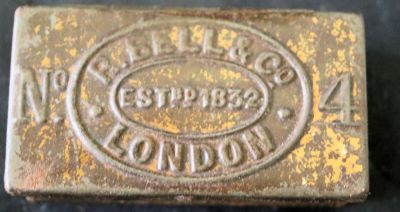 R. BELL & Co.
No. ESTD. 1832 4
LONDON